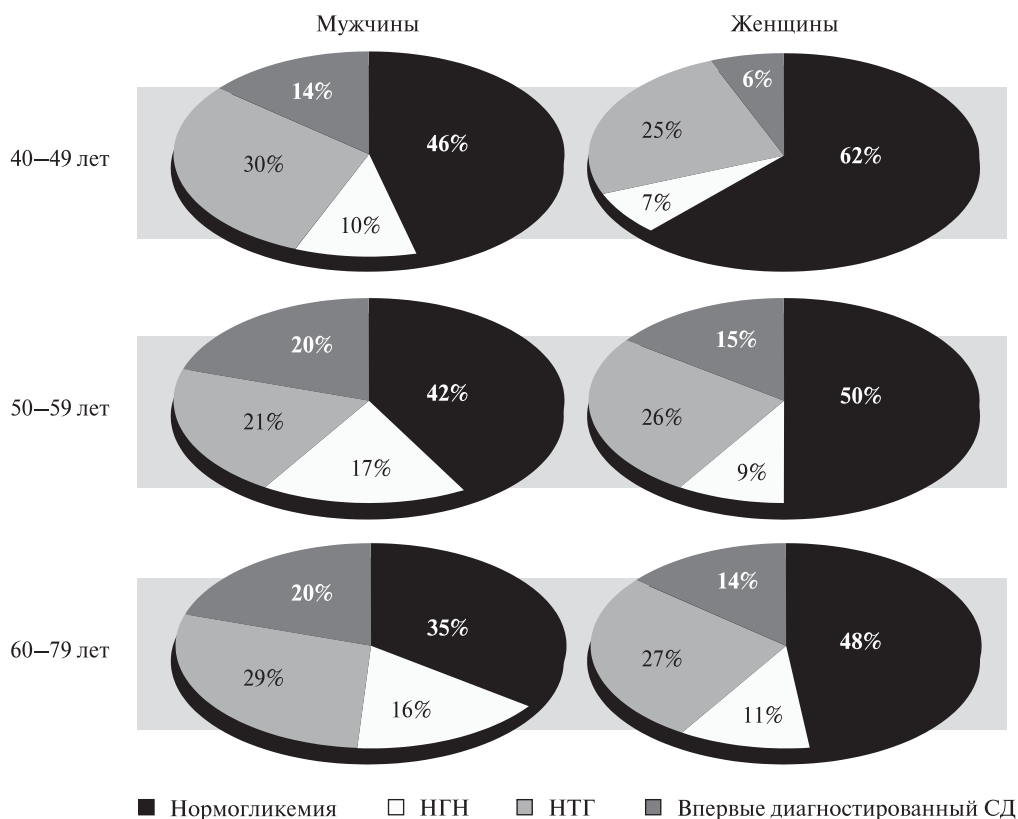 Мужчины Женщины
14% 46% 6%
40–49 лет 30% 25% 62%
10% 7%
20% 42% 15% 50%
50–59 лет 21% 26%
17% 9%
20% 35% 14% 48%
60–79 лет 29% 27%
16% 11%
Нормогликемия НГН НТГ Впервые диагностированный СД